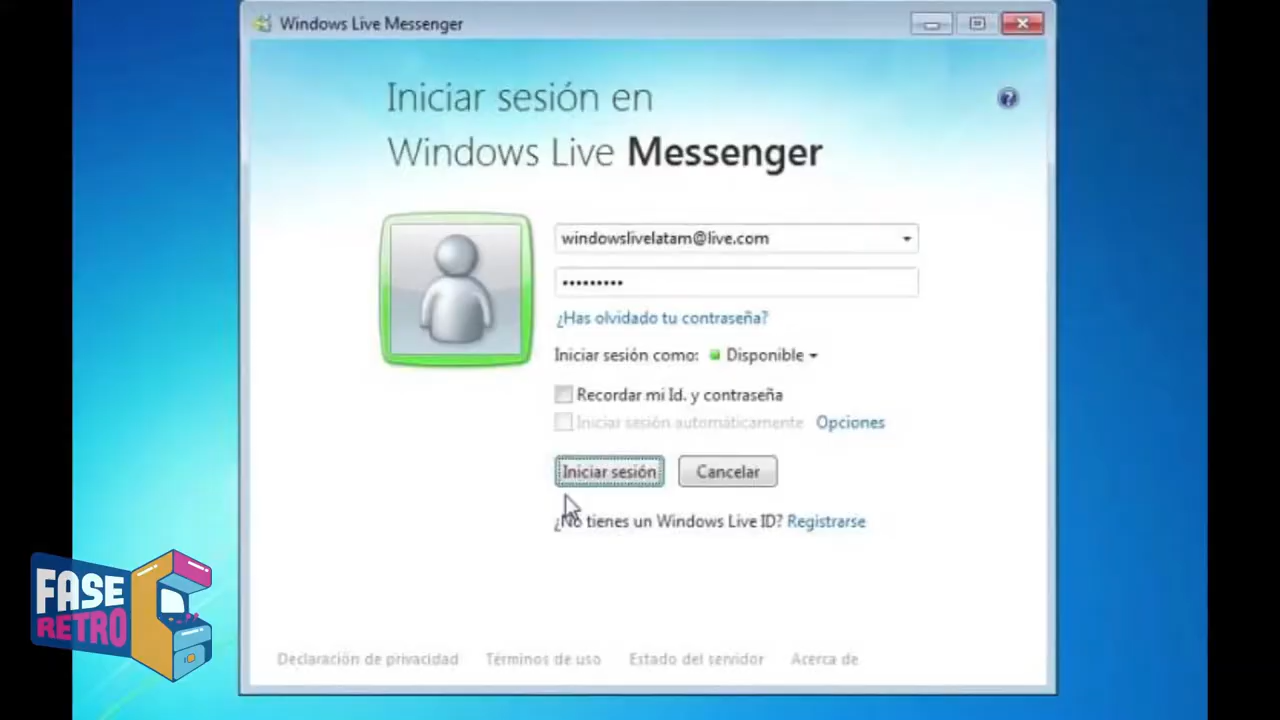 Windows Live Messenger
Iniciar sesión en
Windows Live Messenger
windowslivelatam@live.com
¿Has olvidado tu contraseña?
Iniciar sesión como: Disponible
Recordar mi Id. y contraseña
Iniciar sesión automáticamente Opciones
Iniciar sesión Cancelar
¿No tienes un Windows Live ID? Registrarse
FASE
RETRO
Declaración de privacidad Términos de uso Estado del servidor Acerca de